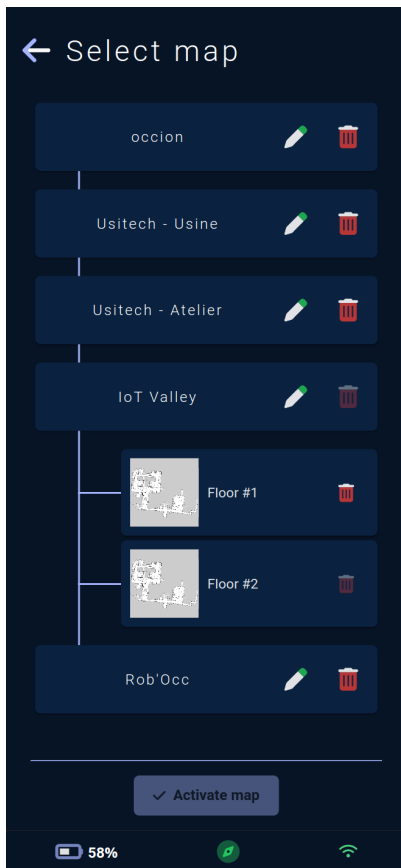 Select map
occion
Usitech - Usine
Usitech - Atelier
IoT Valley
Floor #1
Floor #2
Rob'Occ
Activate map
58%